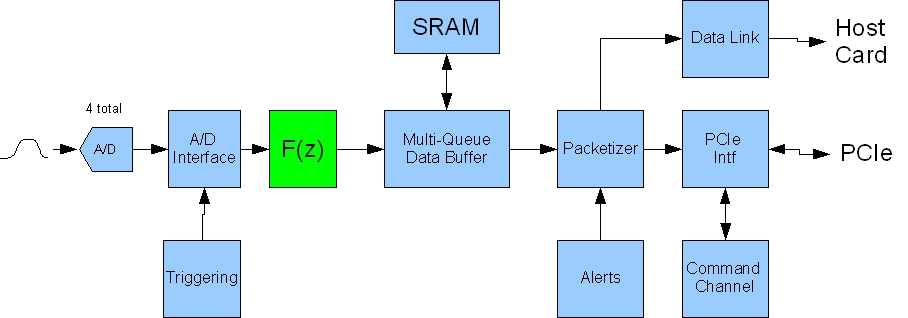 SRAM
Data Link
Host
Card
4 total
A/D
A/D
Interface
F(z)
Multi-Queue
Data Buffer
Packetizer
PCIe
Intf
PCIe
Triggering
Alerts
Command
Channel